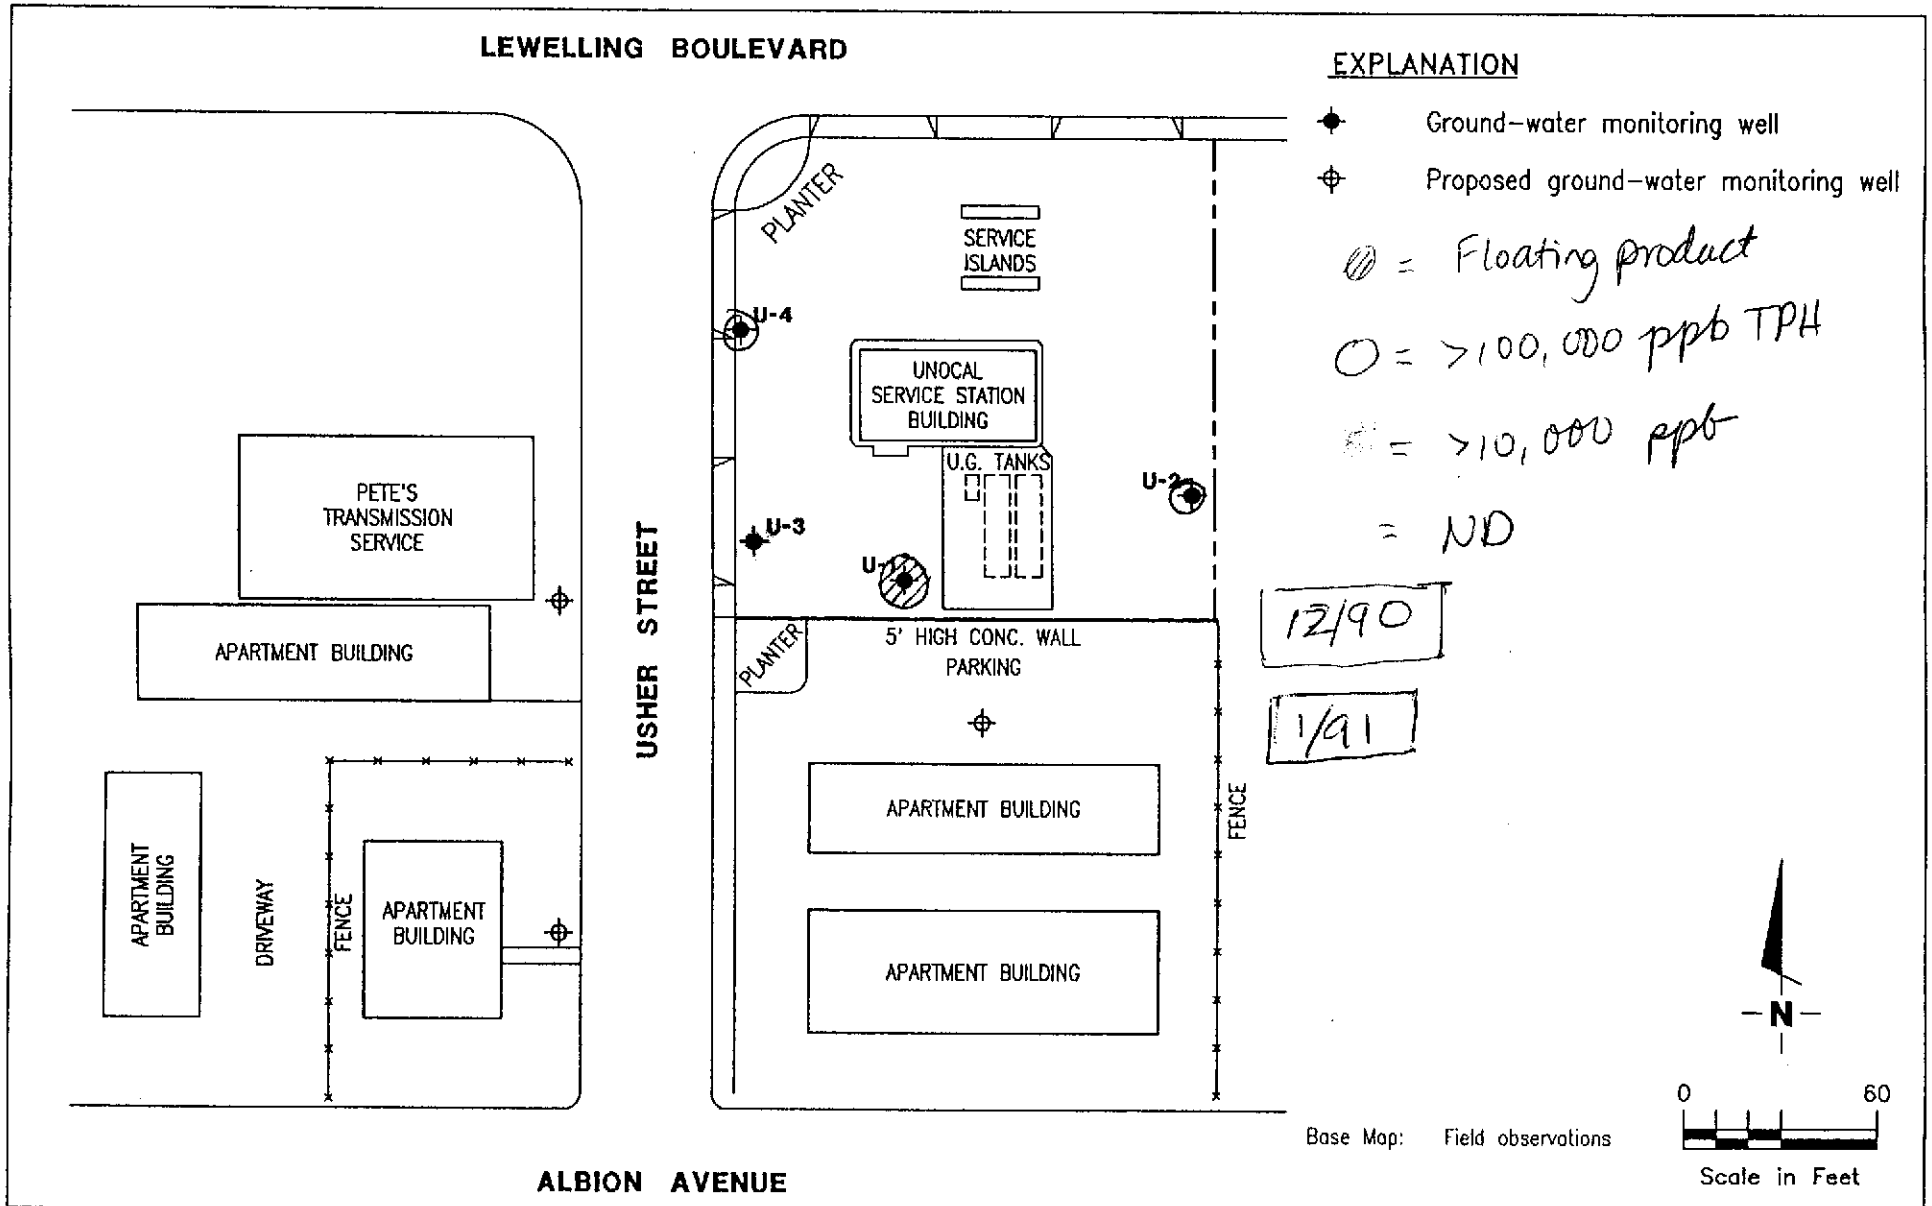 LEWELLING BOULEVARD
EXPLANATION
Ground-water monitoring well
Proposed ground-water monitoring well
= Floating product
= >100,000 ppb TPH
= >10,000 ppb
= ND
12/90
1/91
PLANTER
SERVICE
ISLANDS
U-4
UNOCAL
SERVICE STATION
BUILDING
U.G. TANKS
U-2
U-3
U-1
PETE'S
TRANSMISSION
SERVICE
APARTMENT BUILDING
USHER STREET
PLANTER
5' HIGH CONC. WALL
PARKING
APARTMENT BUILDING
FENCE
APARTMENT
BUILDING
DRIVEWAY
FENCE
APARTMENT
BUILDING
APARTMENT BUILDING
N
0 60
Scale in Feet
Base Map: Field observations
ALBION AVENUE